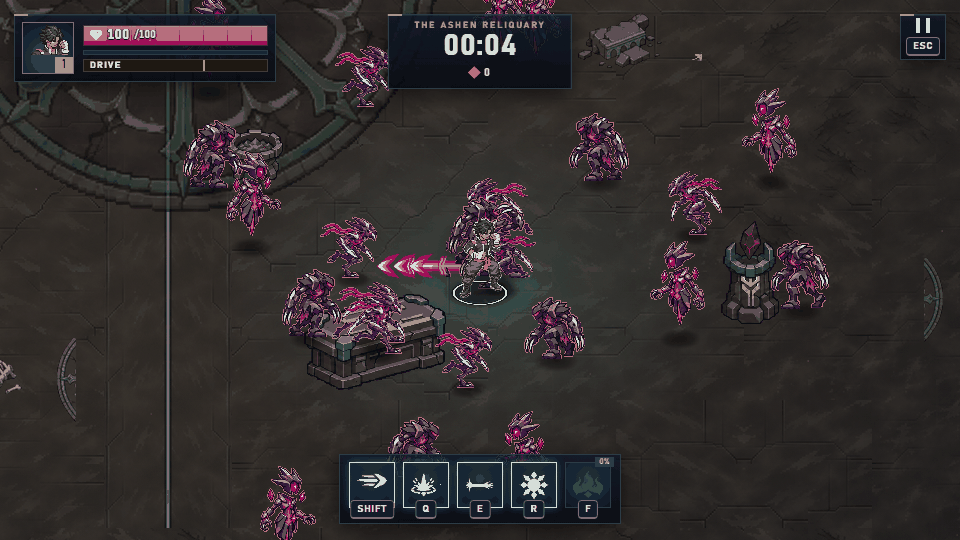 100/100
1
DRIVE
THE ASHEN RELIQUARY
00:04
0
ESC
0%
SHIFT
Q
E
R
F